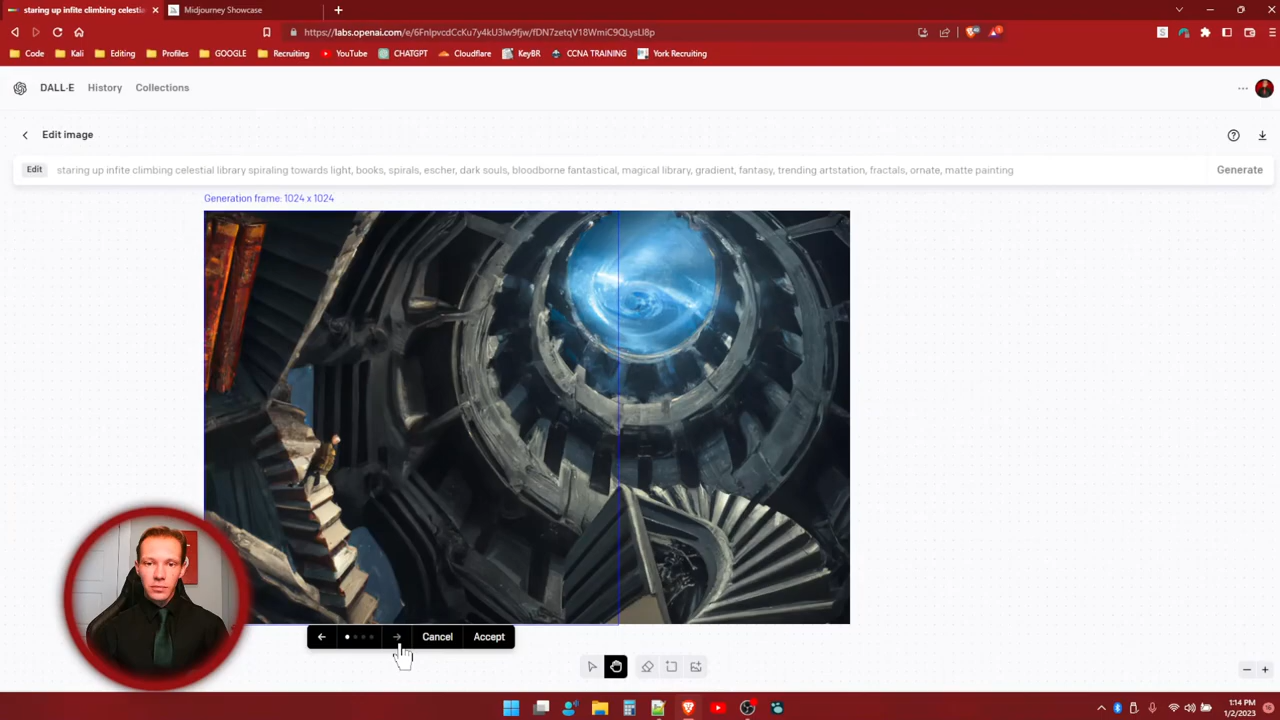 staring up infite climbing celestial
Midjourney Showcase
https://labs.openai.com/e/6FnlpvcdCcKu7y4kU3lw9fjw/fDN7zetqV18WmiC9QLysLl8p
Code
Kali
Editing
Profiles
GOOGLE
Recruiting
YouTube
CHATGPT
Cloudflare
KeyBR
CCNA TRAINING
York Recruiting
DALL·E
History
Collections
Edit image
Edit
staring up infite climbing celestial library spiraling towards light, books, spirals, escher, dark souls, bloodborne fantastical, magical library, gradient, fantasy, trending artstation, fractals, ornate, matte painting
Generate
Generation frame: 1024 x 1024
Cancel
Accept
1:14 PM
1/2/2023